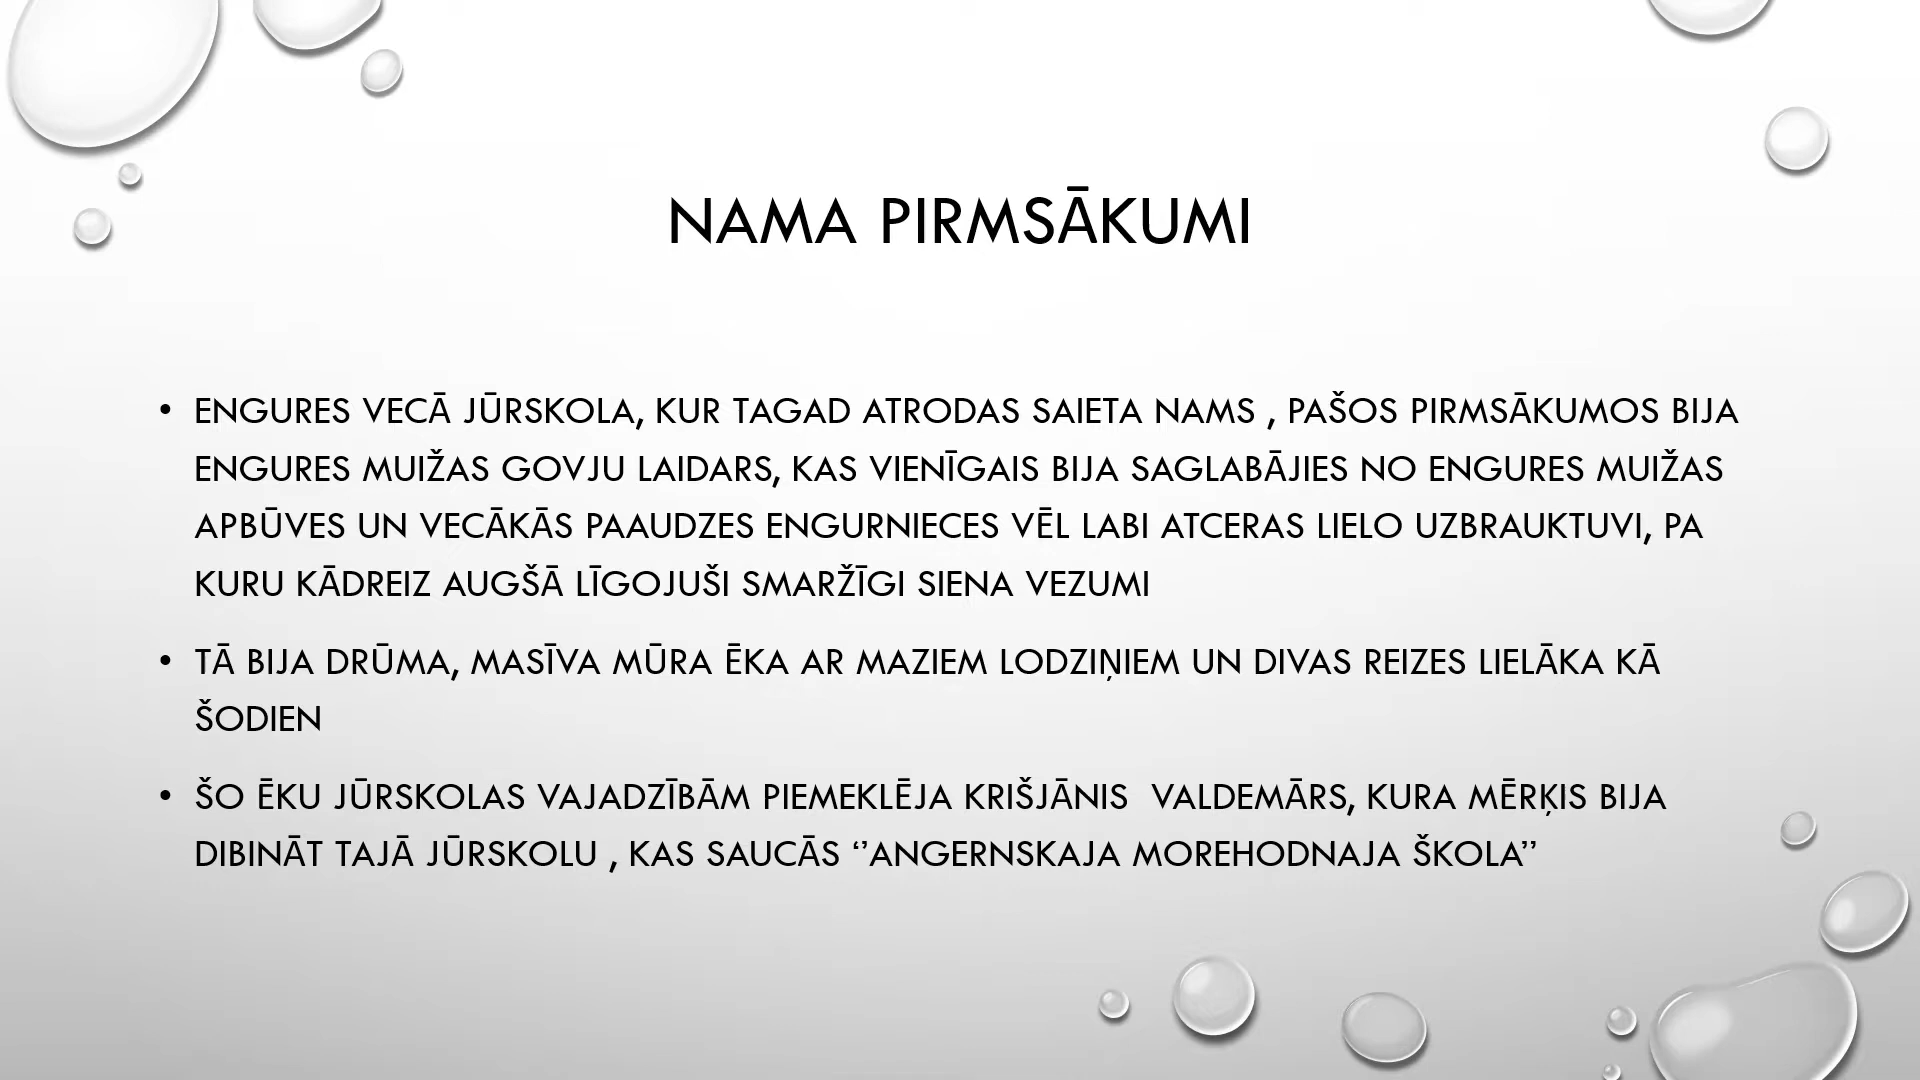 NAMA PIRMSĀKUMI
• ENGURES VECĀ JŪRSKOLA, KUR TAGAD ATRODAS SAIETA NAMS , PAŠOS PIRMSĀKUMOS BIJA
ENGURES MUIŽAS GOVJU LAIDARS, KAS VIENĪGAIS BIJA SAGLABĀJIES NO ENGURES MUIŽAS
APBŪVES UN VECĀKĀS PAAUDZES ENGURNIECES VĒL LABI ATCERAS LIELO UZBRAUKTUVI, PA
KURU KĀDREIZ AUGŠĀ LĪGOJUŠI SMARŽĪGI SIENA VEZUMI
• TĀ BIJA DRŪMA, MASĪVA MŪRA ĒKA AR MAZIEM LODZIŅIEM UN DIVAS REIZES LIELĀKA KĀ
ŠODIEN
• ŠO ĒKU JŪRSKOLAS VAJADZĪBĀM PIEMEKLĒJA KRIŠJĀNIS  VALDEMĀRS, KURA MĒRĶIS BIJA
DIBINĀT TAJĀ JŪRSKOLU , KAS SAUCĀS ‘’ANGERNSKAJA MOREHODNAJA ŠKOLA’’